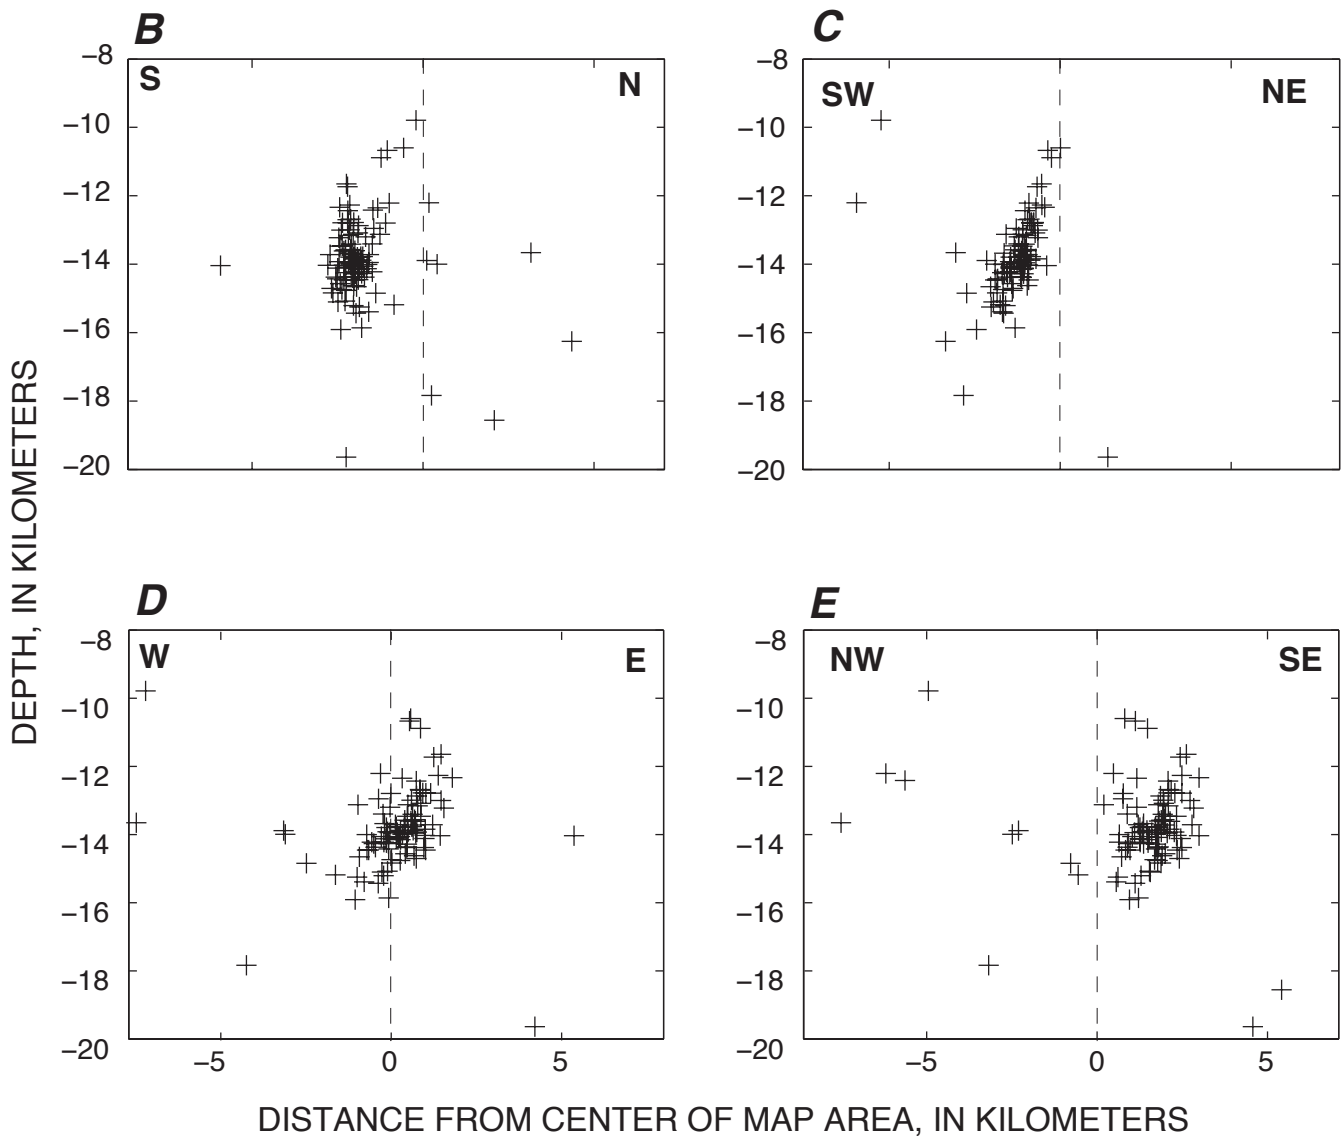 B
C
−8
S
N
−10
−12
−14
−16
−18
−20
−8
SW
NE
−10
−12
−14
−16
−18
−20
DEPTH, IN KILOMETERS
D
E
−8
W
E
−10
−12
−14
−16
−18
−20
−5
0
5
−8
NW
SE
−10
−12
−14
−16
−18
−20
−5
0
5
DISTANCE FROM CENTER OF MAP AREA, IN KILOMETERS